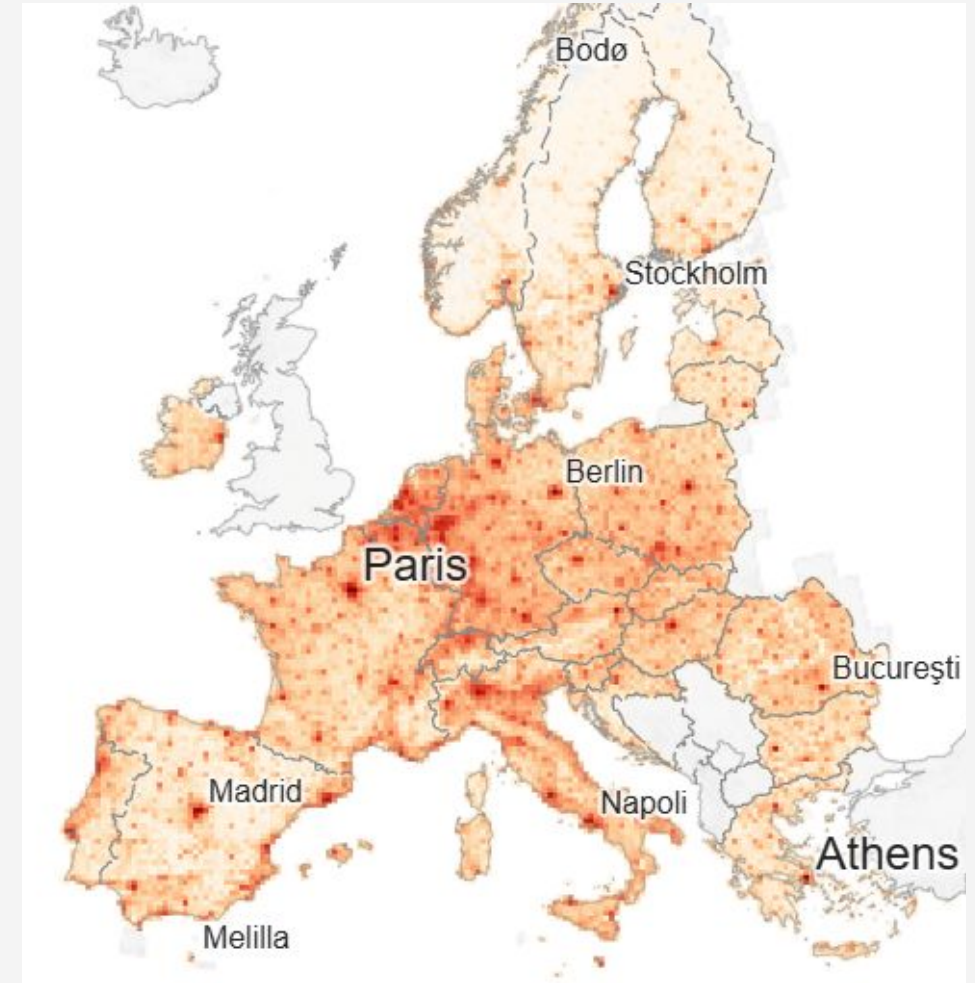 Bodø
Stockholm
Berlin
Paris
Bucureşti
Madrid
Napoli
Athens
Melilla